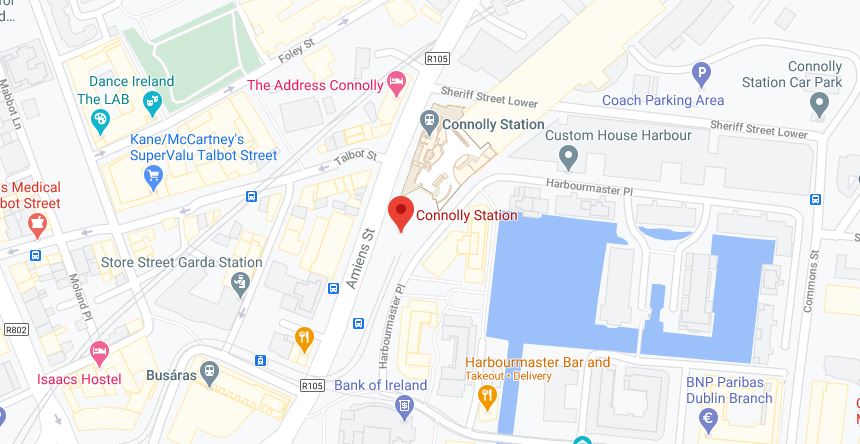 or
d…
Foley St
R105
Mabbot Ln
Dance Ireland
The LAB
The Address Connolly
Sheriff Street Lower
Coach Parking Area
Connolly
Station Car Park
Kane/McCartney's
SuperValu Talbot Street
Talbot St
Connolly Station
Custom House Harbour
Sheriff Street Lower
s Medical
bot Street
Harbourmaster Pl
Connolly Station
Store Street Garda Station
Amiens St
Moland Pl
Commons St
R802
Isaacs Hostel
Busáras
R105
Harbourmaster Pl
Bank of Ireland
Harbourmaster Bar and
Takeout • Delivery
BNP Paribas
Dublin Branch